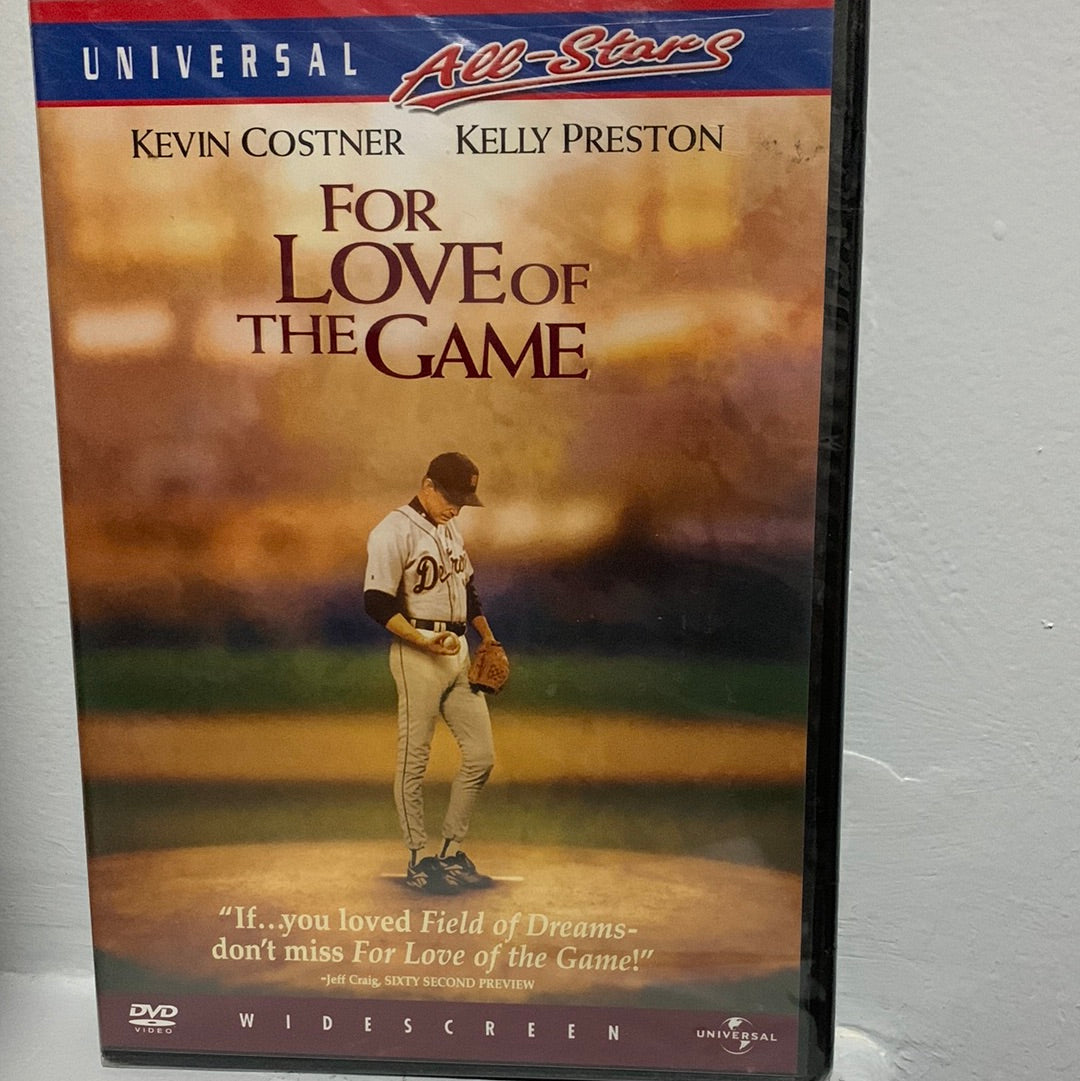 UNIVERSAL All-Stars
KEVIN COSTNER KELLY PRESTON
FOR
LOVE OF
THE GAME
Detro
"If...you loved Field of Dreams-
don't miss For Love of the Game!"
-Jeff Craig, SIXTY SECOND PREVIEW
DVD
VIDEO
WIDESCREEN
UNIVERSAL